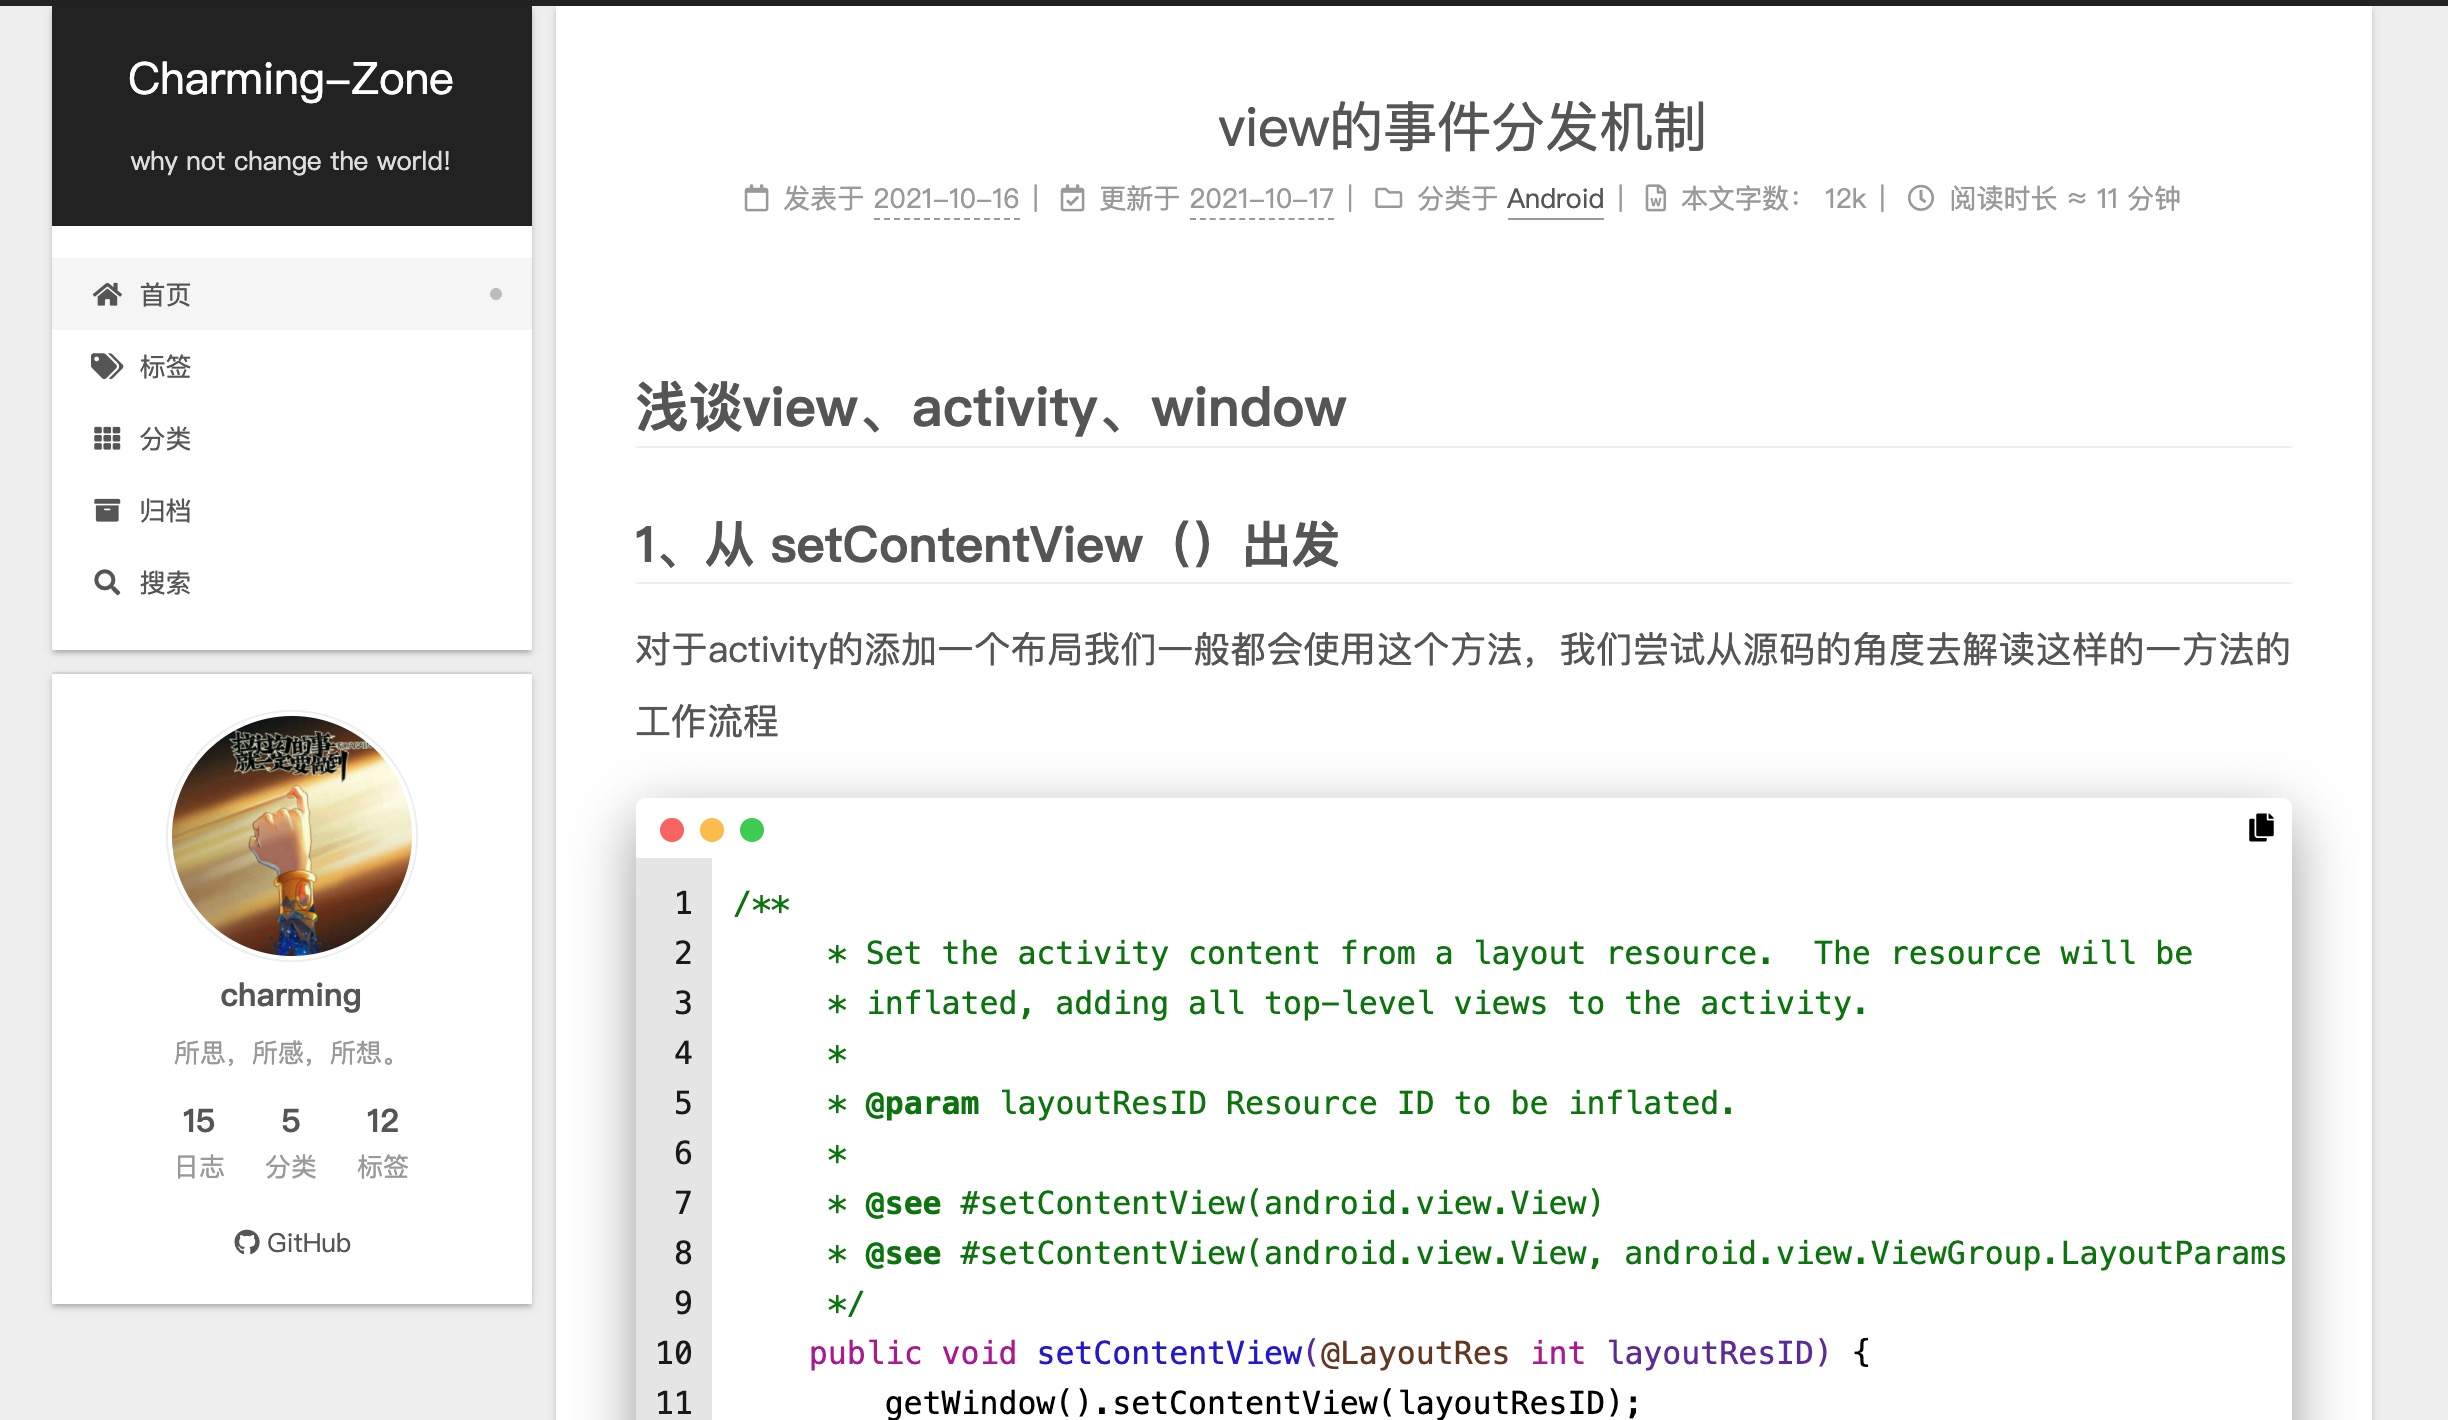 Charming-Zone
why not change the world!
首页
标签
分类
归档
搜索
说过的事
就一定要做到
charming
所思，所感，所想。
15 5 12
日志 分类 标签
GitHub
view的事件分发机制
发表于 2021-10-16 | 更新于 2021-10-17 | 分类于 Android | 本文字数： 12k | 阅读时长 ≈ 11 分钟
浅谈view、activity、window
1、从 setContentView（）出发
对于activity的添加一个布局我们一般都会使用这个方法，我们尝试从源码的角度去解读这样的一方法的
工作流程
1 /**
2 * Set the activity content from a layout resource.  The resource will be
3 * inflated, adding all top-level views to the activity.
4 *
5 * @param layoutResID Resource ID to be inflated.
6 *
7 * @see #setContentView(android.view.View)
8 * @see #setContentView(android.view.View, android.view.ViewGroup.LayoutParams
9 */
10 public void setContentView(@LayoutRes int layoutResID) {
11 getWindow().setContentView(layoutResID);